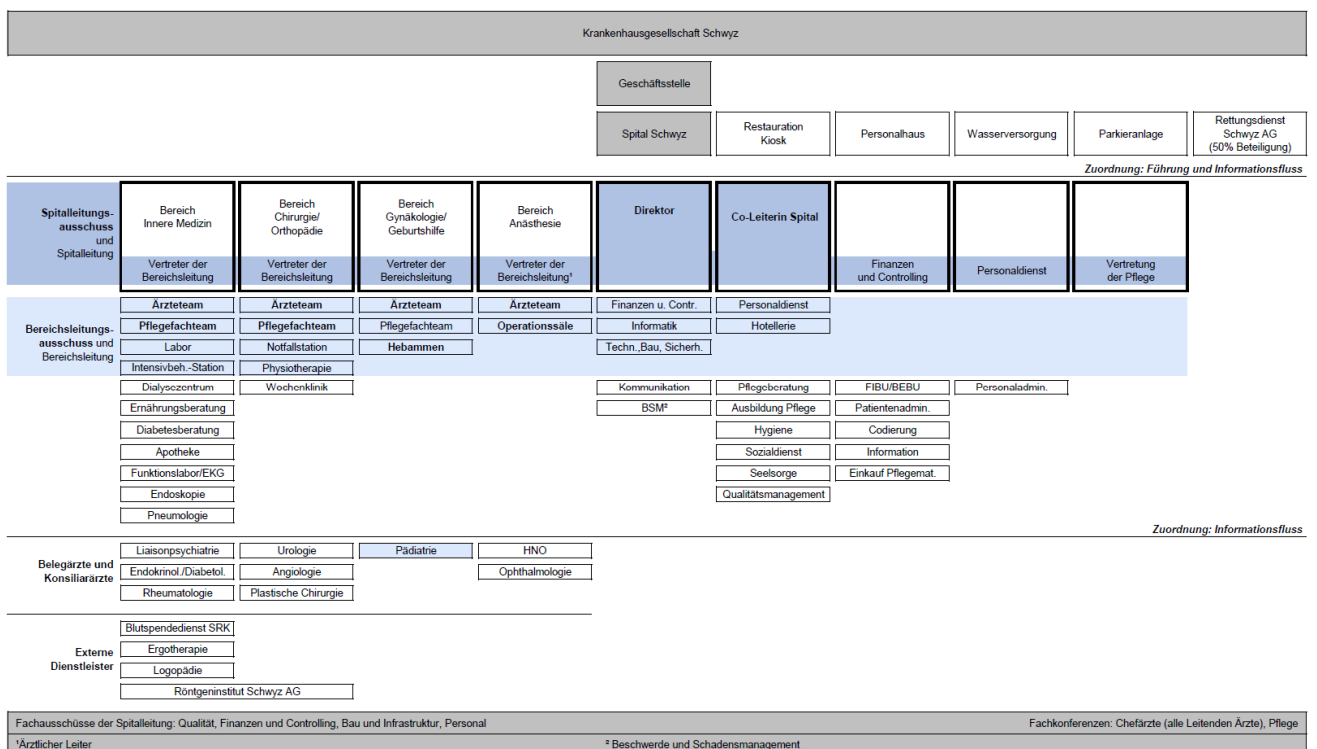 Krankenhausgesellschaft Schwyz
Geschäftsstelle
Spital Schwyz
Restauration
Kiosk
Personalhaus
Wasserversorgung
Parkieranlage
Rettungsdienst
Schwyz AG
(50% Beteiligung)
Zuordnung: Führung und Informationsfluss
Spitalleitungs-
ausschuss
und
Spitalleitung
Bereich
Innere Medizin
Vertreter der
Bereichsleitung
Bereich
Chirurgie/
Orthopädie
Vertreter der
Bereichsleitung
Bereich
Gynäkologie/
Geburtshilfe
Vertreter der
Bereichsleitung
Bereich
Anästhesie
Vertreter der
Bereichsleitung¹
Direktor
Co-Leiterin Spital
Finanzen
und Controlling
Personaldienst
Vertretung
der Pflege
Bereichsleitungs-
ausschuss und
Bereichsleitung
Ärzteteam
Ärzteteam
Ärzteteam
Ärzteteam
Finanzen u. Contr.
Personaldienst
Pflegefachteam
Pflegefachteam
Pflegefachteam
Operationssäle
Informatik
Hotellerie
Labor
Notfallstation
Hebammen
Techn.,Bau, Sicherh.
Intensivbeh.-Station
Physiotherapie
Dialysezentrum
Wochenklinik
Kommunikation
Pflegeberatung
FIBU/BEBU
Personaladmin.
Ernährungsberatung
BSM²
Ausbildung Pflege
Patientenadmin.
Diabetesberatung
Hygiene
Codierung
Apotheke
Sozialdienst
Information
Funktionslabor/EKG
Seelsorge
Einkauf Pflegemat.
Endoskopie
Qualitätsmanagement
Pneumologie
Zuordnung: Informationsfluss
Belegärzte und
Konsiliarärzte
Liaisonpsychiatrie
Urologie
Pädiatrie
HNO
Endokrinol./Diabetol.
Angiologie
Ophthalmologie
Rheumatologie
Plastische Chirurgie
Externe
Dienstleister
Blutspendedienst SRK
Ergotherapie
Logopädie
Röntgeninstitut Schwyz AG
Fachausschüsse der Spitalleitung: Qualität, Finanzen und Controlling, Bau und Infrastruktur, Personal
Fachkonferenzen: Chefärzte (alle Leitenden Ärzte), Pflege
¹Ärztlicher Leiter
² Beschwerde und Schadensmanagement